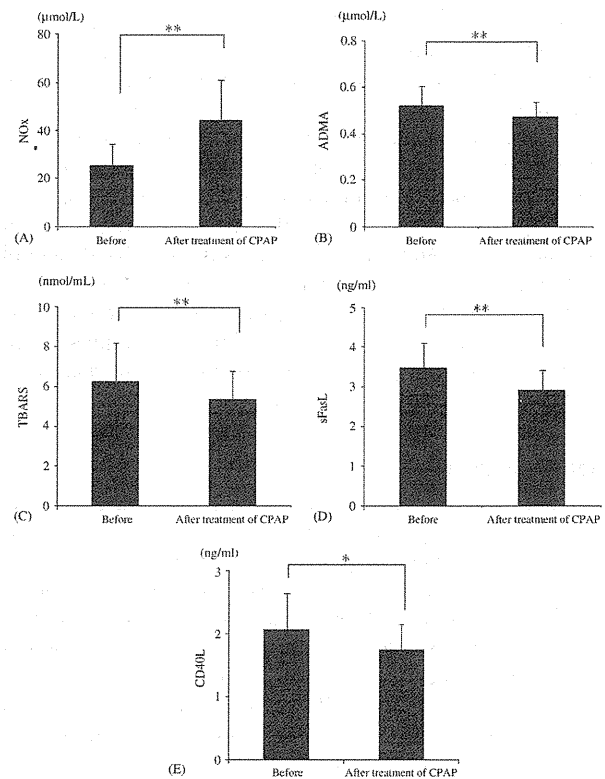 (μmol/L)
80
60
40
20
0
NOx
**
(A)
Before
After treatment of CPAP
(μmol/L)
0.8
0.6
0.4
0.2
0
ADMA
**
(B)
Before
After treatment of CPAP
(nmol/mL)
10
8
6
4
2
0
TBARS
**
(C)
Before
After treatment of CPAP
(ng/ml)
5
4
3
2
1
0
sFasL
**
(D)
Before
After treatment of CPAP
(ng/ml)
3
2
1
0
CD40L
*
(E)
Before
After treatment of CPAP